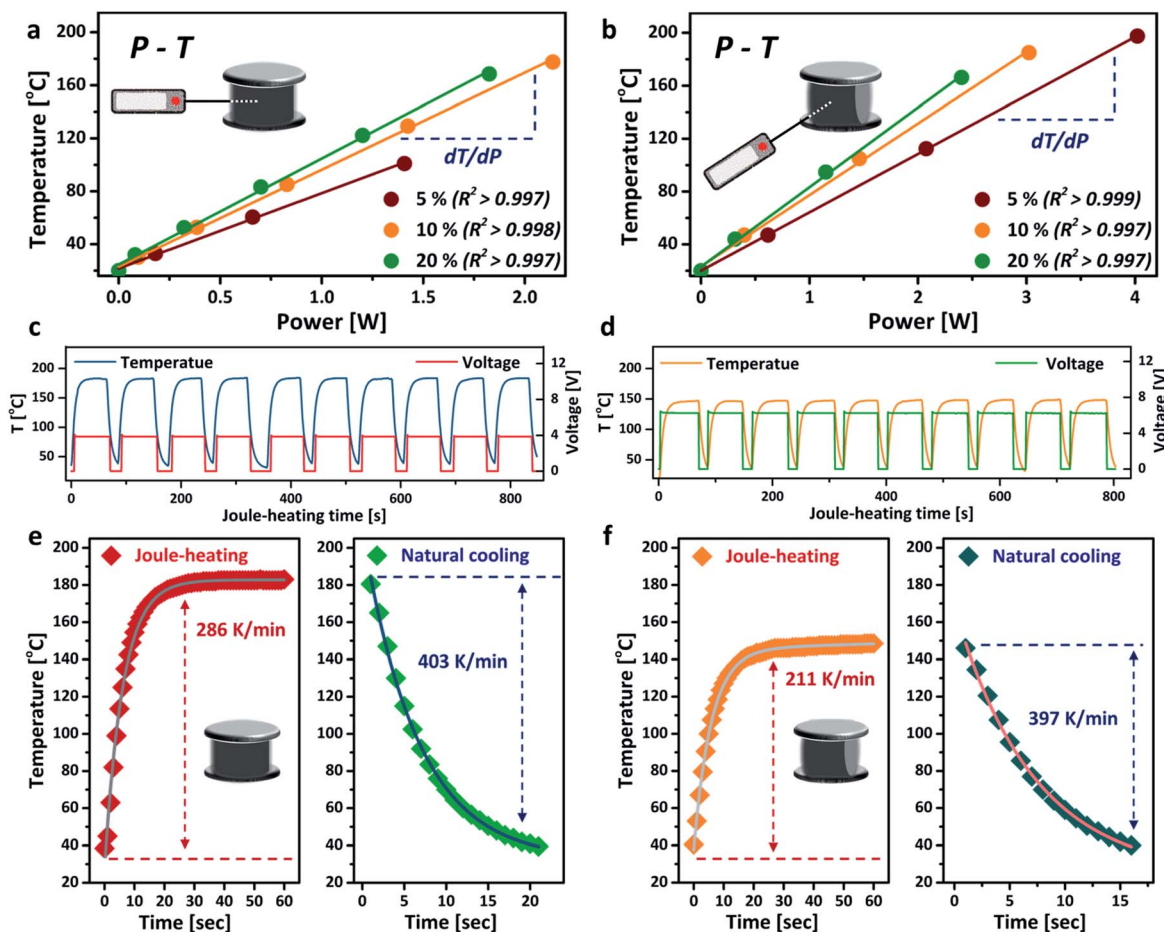 a
P - T
Temperature [°C]
200
160
120
80
40
dT/dP
5 % (R² > 0.997)
10 % (R² > 0.998)
20 % (R² > 0.997)
0.0 0.5 1.0 1.5 2.0
Power [W]
b
P - T
Temperature [°C]
200
160
120
80
40
dT/dP
5 % (R² > 0.999)
10 % (R² > 0.997)
20 % (R² > 0.997)
0 1 2 3 4
Power [W]
c
Temperatue
Voltage
T [°C]
200
150
100
50
Voltage [V]
12
8
4
0
0 200 400 600 800
Joule-heating time [s]
d
Temperatue
Voltage
T [°C]
200
150
100
50
Voltage [V]
12
8
4
0
0 200 400 600 800
Joule-heating time [s]
e
Temperature [°C]
200
180
160
140
120
100
80
60
40
20
Joule-heating
286 K/min
0 10 20 30 40 50 60
Time [sec]
200
180
160
140
120
100
80
60
40
20
Natural cooling
403 K/min
0 5 10 15 20
Time [sec]
f
Temperature [°C]
200
180
160
140
120
100
80
60
40
20
Joule-heating
211 K/min
0 10 20 30 40 50 60
Time [sec]
200
180
160
140
120
100
80
60
40
20
Natural cooling
397 K/min
0 5 10 15
Time [sec]